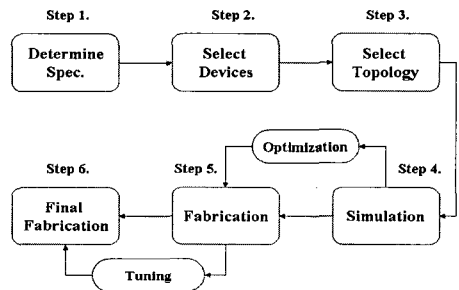 Step 1.
Step 2.
Step 3.
Determine
Spec.
Select
Devices
Select
Topology
Optimization
Step 6.
Step 5.
Step 4.
Final
Fabrication
Fabrication
Simulation
Tuning